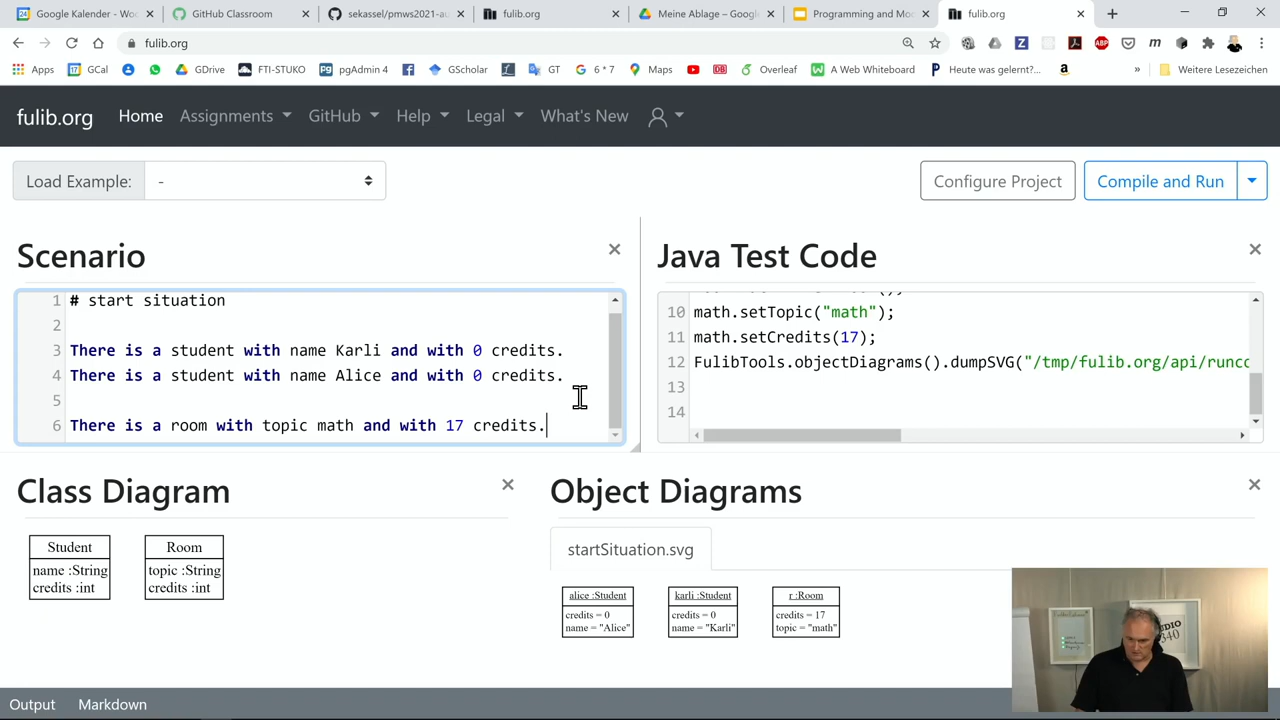 Google Kalender - Woc
GitHub Classroom
sekassel/pmws2021-au
fulib.org
Meine Ablage – Google
Programming and Mod
fulib.org
fulib.org
Apps
GCal
GDrive
FTI-STUKO
pgAdmin 4
GScholar
GT
6 * 7
Maps
Overleaf
A Web Whiteboard
Heute was gelernt?...
»
Weitere Lesezeichen
fulib.org
Home
Assignments
GitHub
Help
Legal
What's New
Load Example:
-
Configure Project
Compile and Run
Scenario
1 # start situation
2
3 There is a student with name Karli and with 0 credits.
4 There is a student with name Alice and with 0 credits.
5
6 There is a room with topic math and with 17 credits.
Java Test Code
10 math.setTopic("math");
11 math.setCredits(17);
12 FulibTools.objectDiagrams().dumpSVG("/tmp/fulib.org/api/runco
13
14
Class Diagram
Student
name :String
credits :int
Room
topic :String
credits :int
Object Diagrams
startSituation.svg
alice :Student
credits = 0
name = "Alice"
karli :Student
credits = 0
name = "Karli"
r :Room
credits = 17
topic = "math"
Output
Markdown